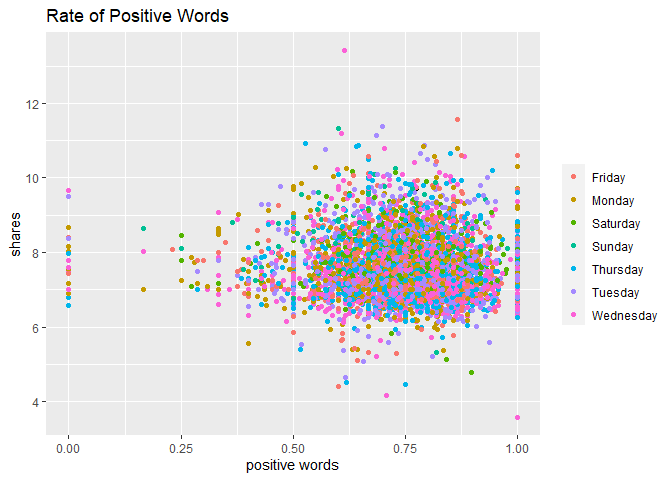 Rate of Positive Words
shares
12
10
8
6
4
0.00
0.25
0.50
0.75
1.00
positive words
Friday
Monday
Saturday
Sunday
Thursday
Tuesday
Wednesday